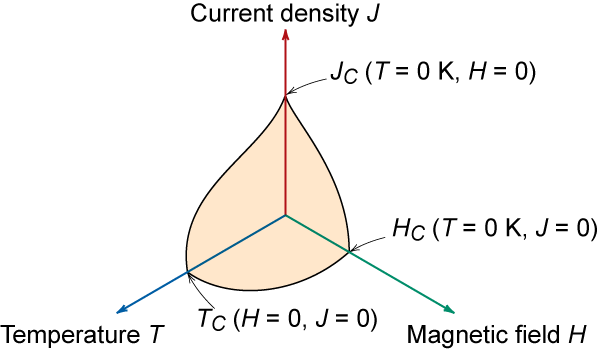 Current density J
J_C (T = 0 K, H = 0)
H_C (T = 0 K, J = 0)
T_C (H = 0, J = 0)
Temperature T
Magnetic field H